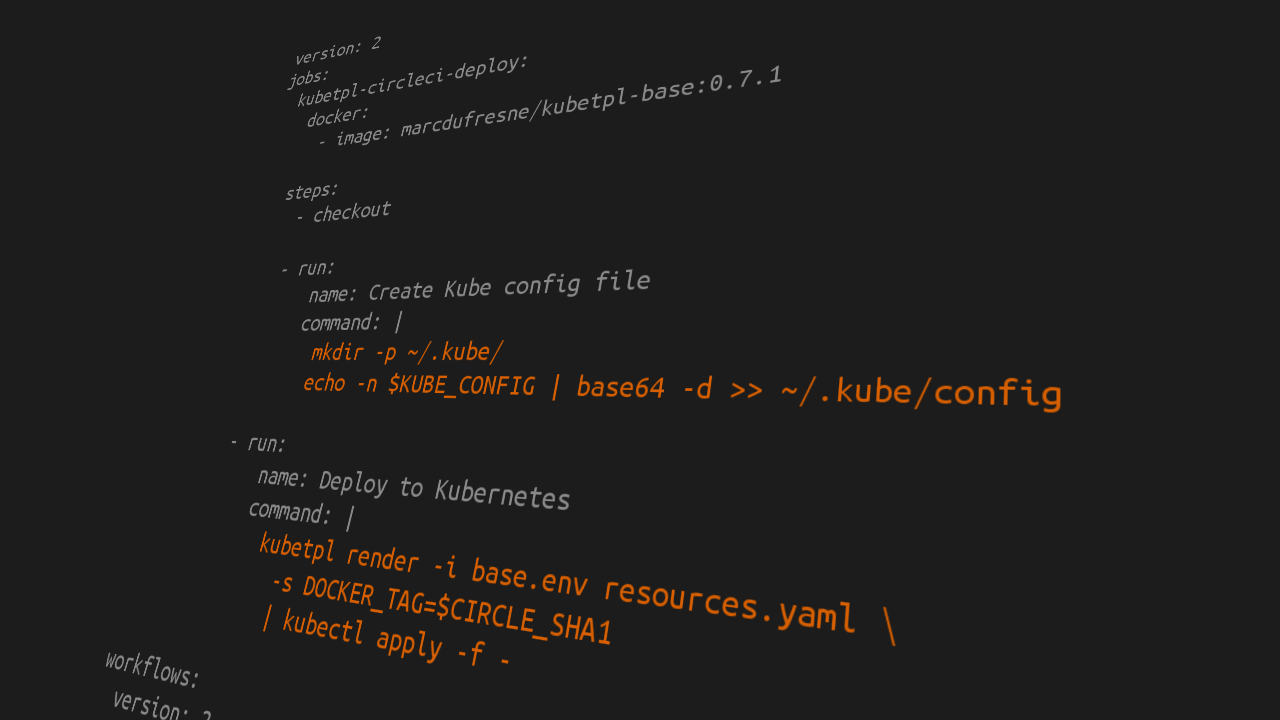 version: 2
jobs:
kubetpl-circleci-deploy:
docker:
- image: marcdufresne/kubetpl-base:0.7.1
steps:
- checkout
- run:
name: Create Kube config file
command: |
mkdir -p ~/.kube/
echo -n $KUBE_CONFIG | base64 -d >> ~/.kube/config
- run:
name: Deploy to Kubernetes
command: |
kubetpl render -i base.env resources.yaml \
-s DOCKER_TAG=$CIRCLE_SHA1
| kubectl apply -f -
workflows:
version: 2